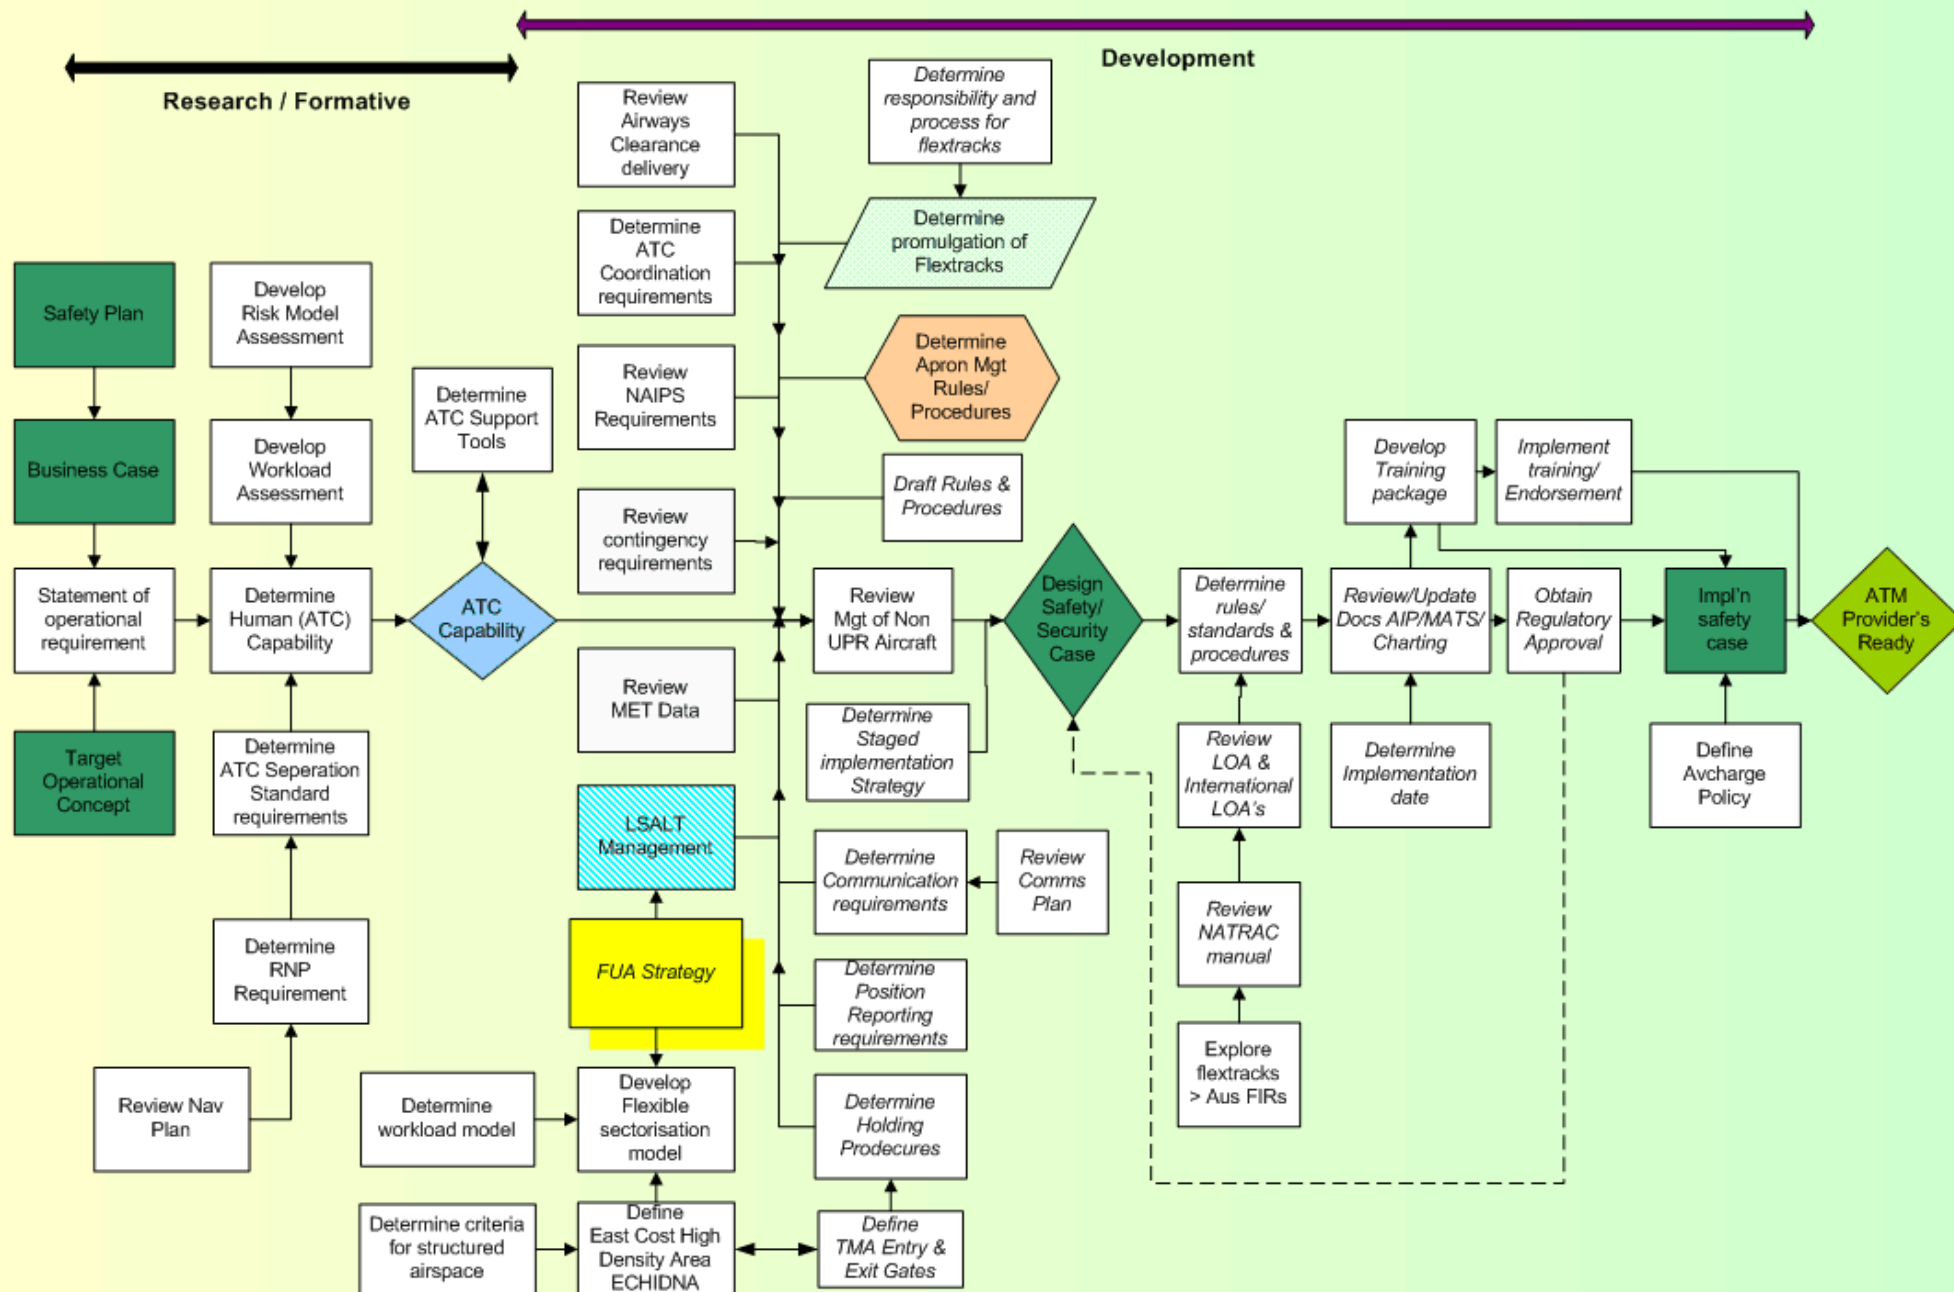 Research / Formative
Development
Safety Plan
Business Case
Statement of
operational
requirement
Target
Operational
Concept
Develop
Risk Model
Assessment
Develop
Workload
Assessment
Determine
Human (ATC)
Capability
Determine
ATC Seperation
Standard
requirements
Determine
RNP
Requirement
Review Nav
Plan
Determine
ATC Support
Tools
ATC
Capability
Determine
workload model
Determine criteria
for structured
airspace
Review
Airways
Clearance
delivery
Determine
ATC
Coordination
requirements
Review
NAIPS
Requirements
Review
contingency
requirements
Review
MET Data
LSALT
Management
FUA Strategy
Develop
Flexible
sectorisation
model
Define
East Cost High
Density Area
ECHIDNA
Determine
responsibility and
process for
flextracks
Determine
promulgation of
Flextracks
Determine
Apron Mgt
Rules/
Procedures
Draft Rules &
Procedures
Review
Mgt of Non
UPR Aircraft
Determine
Staged
implementation
Strategy
Determine
Communication
requirements
Review
Comms
Plan
Determine
Position
Reporting
requirements
Determine
Holding
Prodecures
Define
TMA Entry &
Exit Gates
Design
Safety/
Security
Case
Determine
rules/
standards &
procedures
Review
LOA &
International
LOA's
Review
NATRAC
manual
Explore
flextracks
> Aus FIRs
Develop
Training
package
Implement
training/
Endorsement
Review/Update
Docs AIP/MATS/
Charting
Determine
Implementation
date
Obtain
Regulatory
Approval
Impl'n
safety
case
Define
Avcharge
Policy
ATM
Provider's
Ready